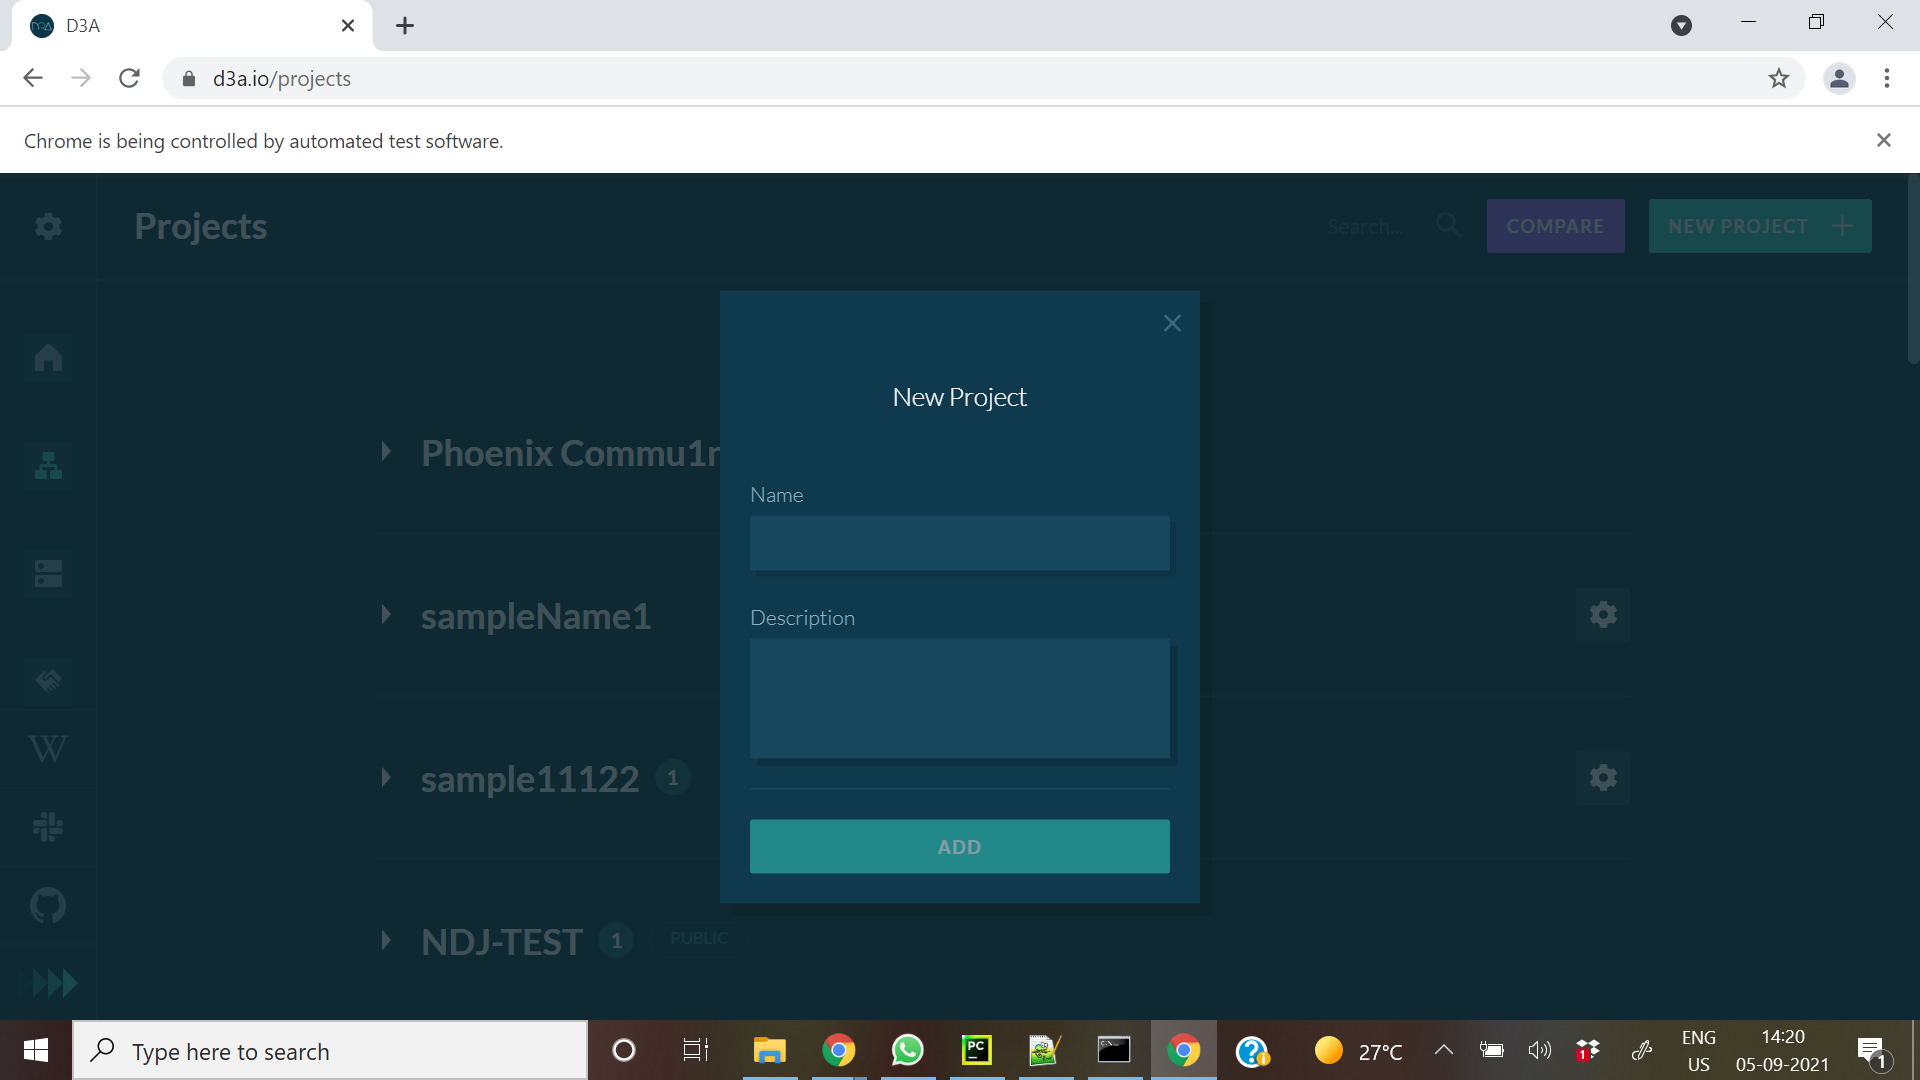 D3A
d3a.io/projects
Chrome is being controlled by automated test software.
Projects
Search...
COMPARE
NEW PROJECT
New Project
Phoenix Commu1
Name
sampleName1
Description
sample11122 1
ADD
NDJ-TEST 1 PUBLIC
Type here to search
27°C
ENG
US
14:20
05-09-2021
1